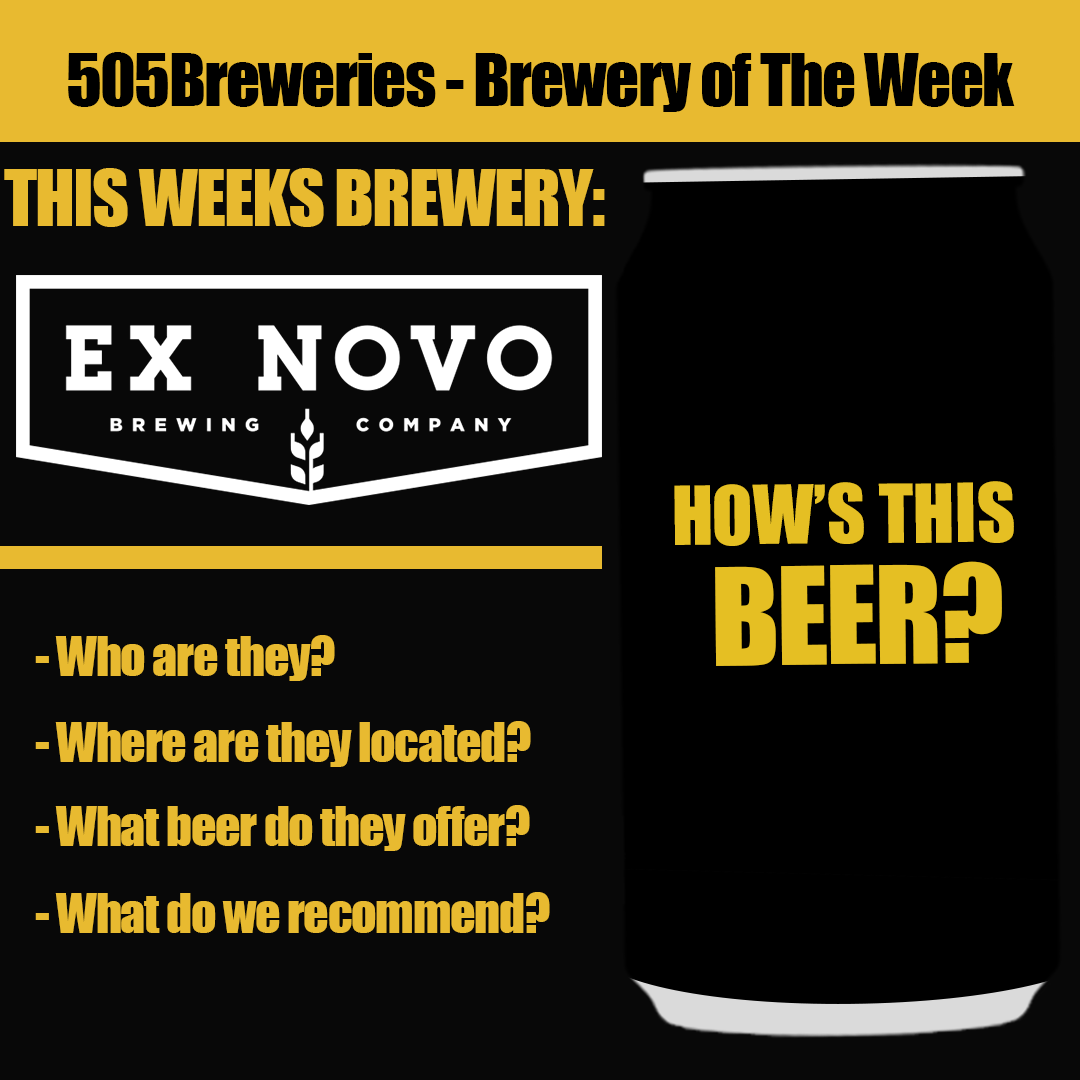 505Breweries - Brewery of The Week
THIS WEEKS BREWERY:
EX NOVO
BREWING COMPANY
- Who are they?
- Where are they located?
- What beer do they offer?
- What do we recommend?
HOW'S THIS
BEER?